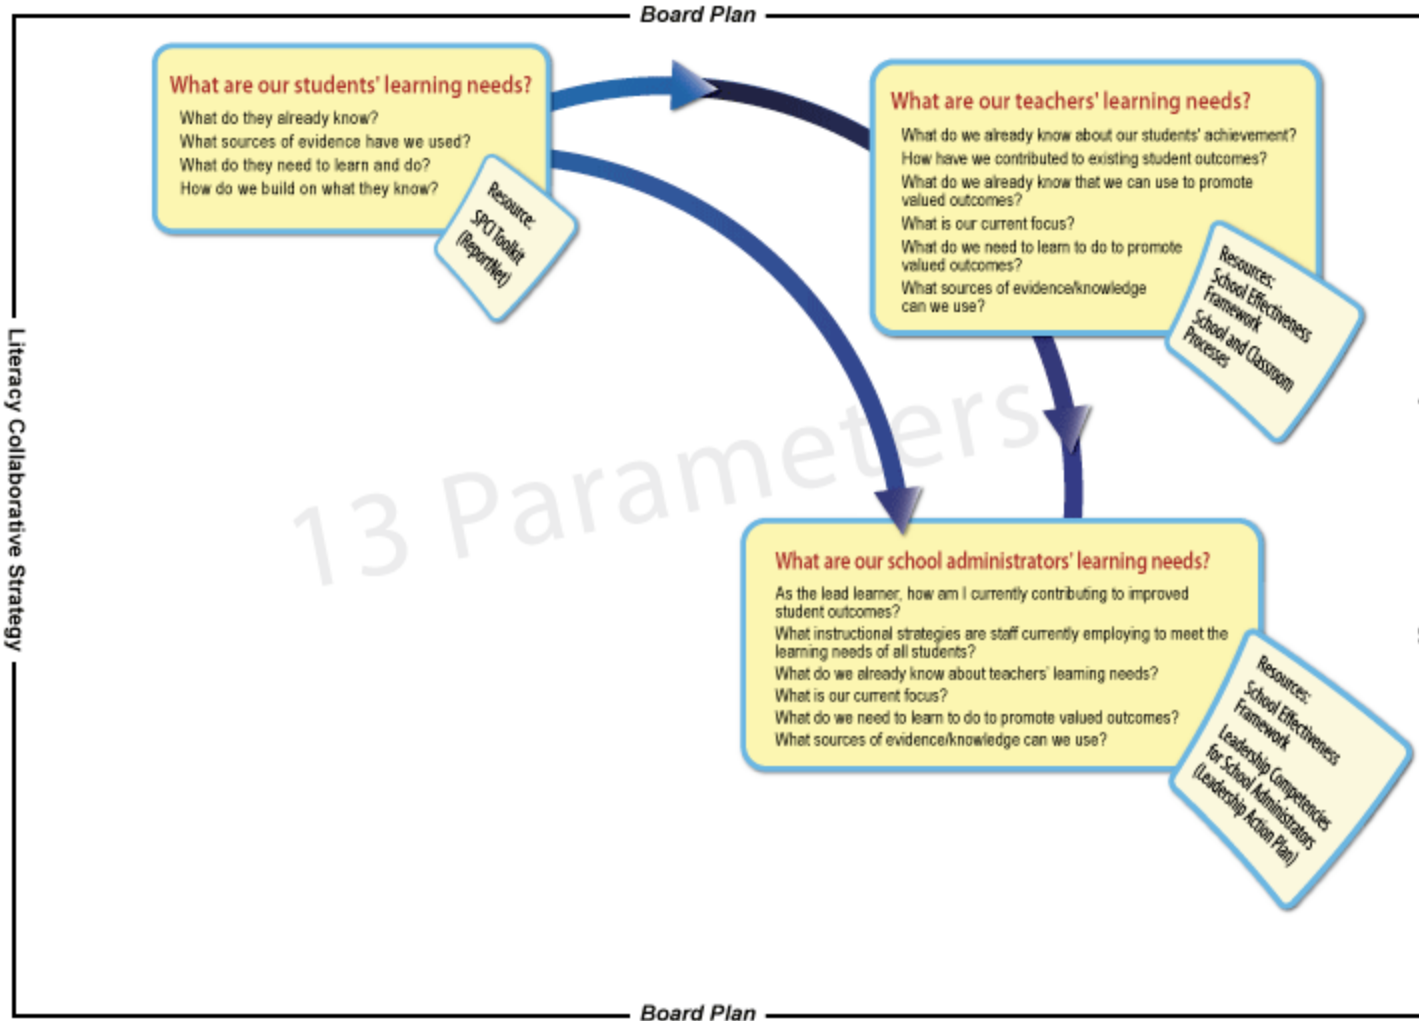 Board Plan
What are our students' learning needs?
What do they already know?
What sources of evidence have we used?
What do they need to learn and do?
How do we build on what they know?
Resource:
SPCI Toolkit
(ReportNet)
What are our teachers' learning needs?
What do we already know about our students' achievement?
How have we contributed to existing student outcomes?
What do we already know that we can use to promote
valued outcomes?
What is our current focus?
What do we need to learn to do to promote
valued outcomes?
What sources of evidence/knowledge
can we use?
Resources:
School Effectiveness
Framework
School and Classroom
Processes
Literacy Collaborative Strategy
13 Parameters
What are our school administrators' learning needs?
As the lead learner, how am I currently contributing to improved
student outcomes?
What instructional strategies are staff currently employing to meet the
learning needs of all students?
What do we already know about teachers' learning needs?
What is our current focus?
What do we need to learn to do to promote valued outcomes?
What sources of evidence/knowledge can we use?
Resources:
School Effectiveness
Framework
Leadership Competencies
for School Administrators
(Leadership Action Plan)
Board Plan